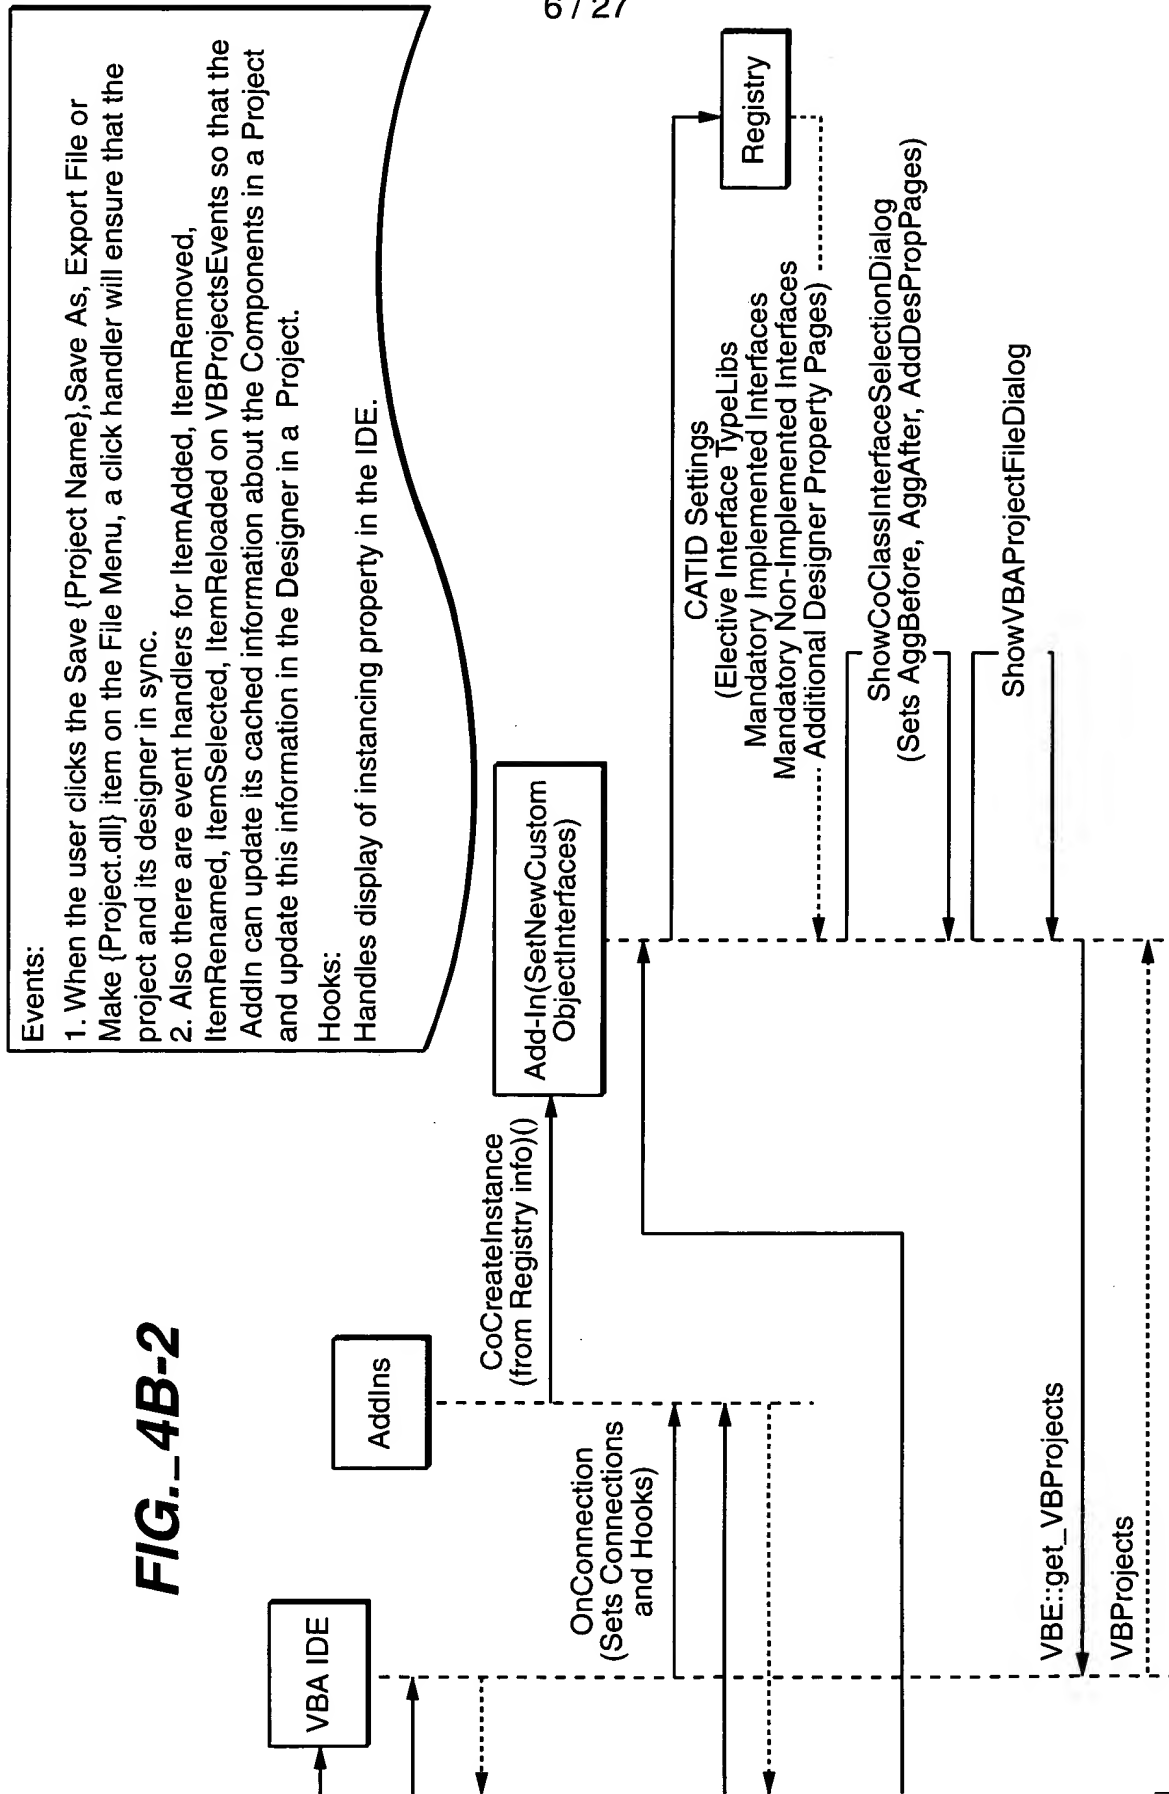 6 / 27
FIG._4B-2
Events:
1. When the user clicks the Save {Project Name},Save As, Export File or
Make {Project.dll} item on the File Menu, a click handler will ensure that the
project and its designer in sync.
2. Also there are event handlers for ItemAdded, ItemRemoved,
ItemRenamed, ItemSelected, ItemReloaded on VBProjectsEvents so that the
AddIn can update its cached information about the Components in a Project
and update this information in the Designer in a Project.
Hooks:
Handles display of instancing property in the IDE.
VBA IDE
AddIns
CoCreateInstance
(from Registry info)()
Add-In(SetNewCustom
ObjectInterfaces)
Registry
OnConnection
(Sets Connections
and Hooks)
CATID Settings
(Elective Interface TypeLibs
Mandatory Implemented Interfaces
Mandatory Non-Implemented Interfaces
Additional Designer Property Pages)
ShowCoClassInterfaceSelectionDialog
(Sets AggBefore, AggAfter, AddDesPropPages)
ShowVBAProjectFileDialog
VBE::get_VBProjects
VBProjects